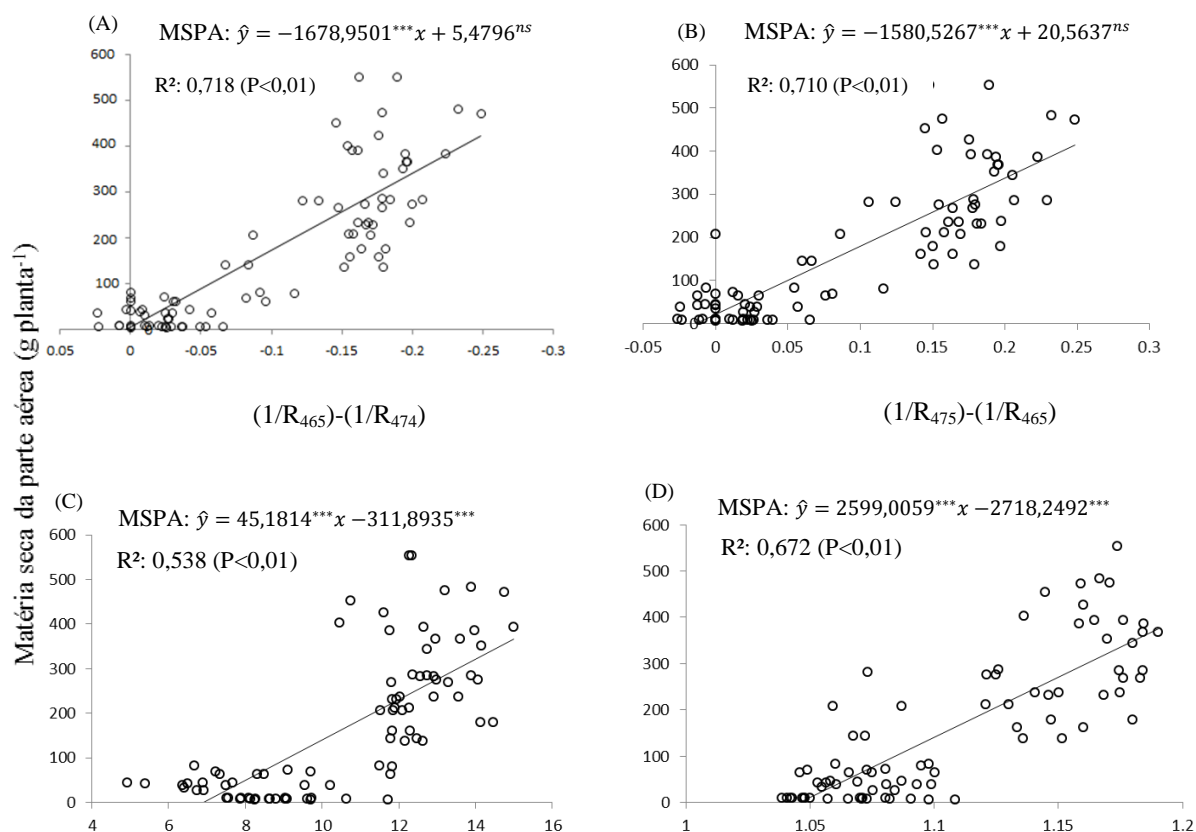 (A)
MSPA: ŷ = −1678,9501***x + 5,4796ⁿˢ
R²: 0,718 (P<0,01)
600
500
400
300
200
100
0
0.05 0 -0.05 -0.1 -0.15 -0.2 -0.25 -0.3
(1/R₄₆₅)-(1/R₄₇₄)
(B)
MSPA: ŷ = −1580,5267***x + 20,5637ⁿˢ
R²: 0,710 (P<0,01)
600
500
400
300
200
100
0
-0.05 0 0.05 0.1 0.15 0.2 0.25 0.3
(1/R₄₇₅)-(1/R₄₆₅)
Matéria seca da parte aérea (g planta⁻¹)
(C)
MSPA: ŷ = 45,1814***x −311,8935***
R²: 0,538 (P<0,01)
600
500
400
300
200
100
0
4 6 8 10 12 14 16
(D)
MSPA: ŷ = 2599,0059***x −2718,2492***
R²: 0,672 (P<0,01)
600
500
400
300
200
100
0
1 1.05 1.1 1.15 1.2